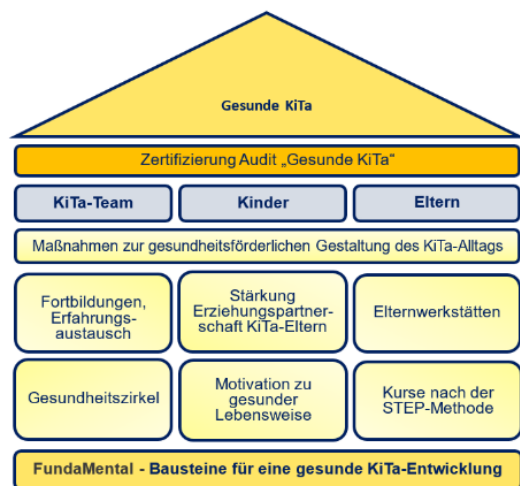 Gesunde KiTa
Zertifizierung Audit „Gesunde KiTa“
KiTa-Team
Kinder
Eltern
Maßnahmen zur gesundheitsförderlichen Gestaltung des KiTa-Alltags
Fortbildungen,
Erfahrungs-
austausch
Stärkung
Erziehungspartner-
schaft KiTa-Eltern
Elternwerkstätten
Gesundheitszirkel
Motivation zu
gesunder
Lebensweise
Kurse nach der
STEP-Methode
FundaMental - Bausteine für eine gesunde KiTa-Entwicklung